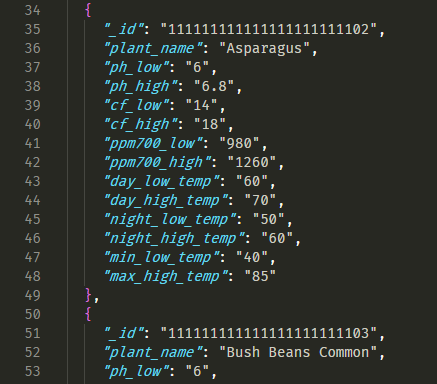 34 {
35 "_id": "111111111111111111111102",
36 "plant_name": "Asparagus",
37 "ph_low": "6",
38 "ph_high": "6.8",
39 "cf_low": "14",
40 "cf_high": "18",
41 "ppm700_low": "980",
42 "ppm700_high": "1260",
43 "day_low_temp": "60",
44 "day_high_temp": "70",
45 "night_low_temp": "50",
46 "night_high_temp": "60",
47 "min_low_temp": "40",
48 "max_high_temp": "85"
49 },
50 {
51 "_id": "111111111111111111111103",
52 "plant_name": "Bush Beans Common",
53 "ph_low": "6",